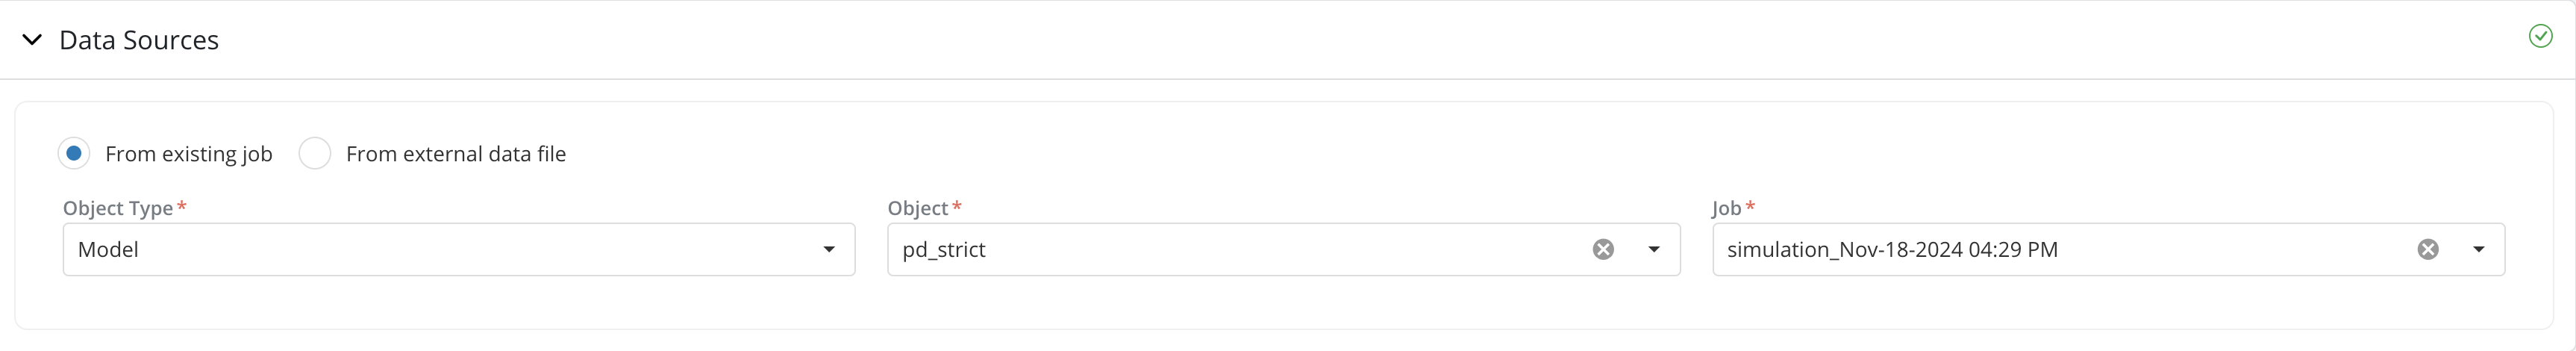 Data Sources
From existing job From external data file
Object Type* Object* Job*
Model pd_strict simulation_Nov-18-2024 04:29 PM